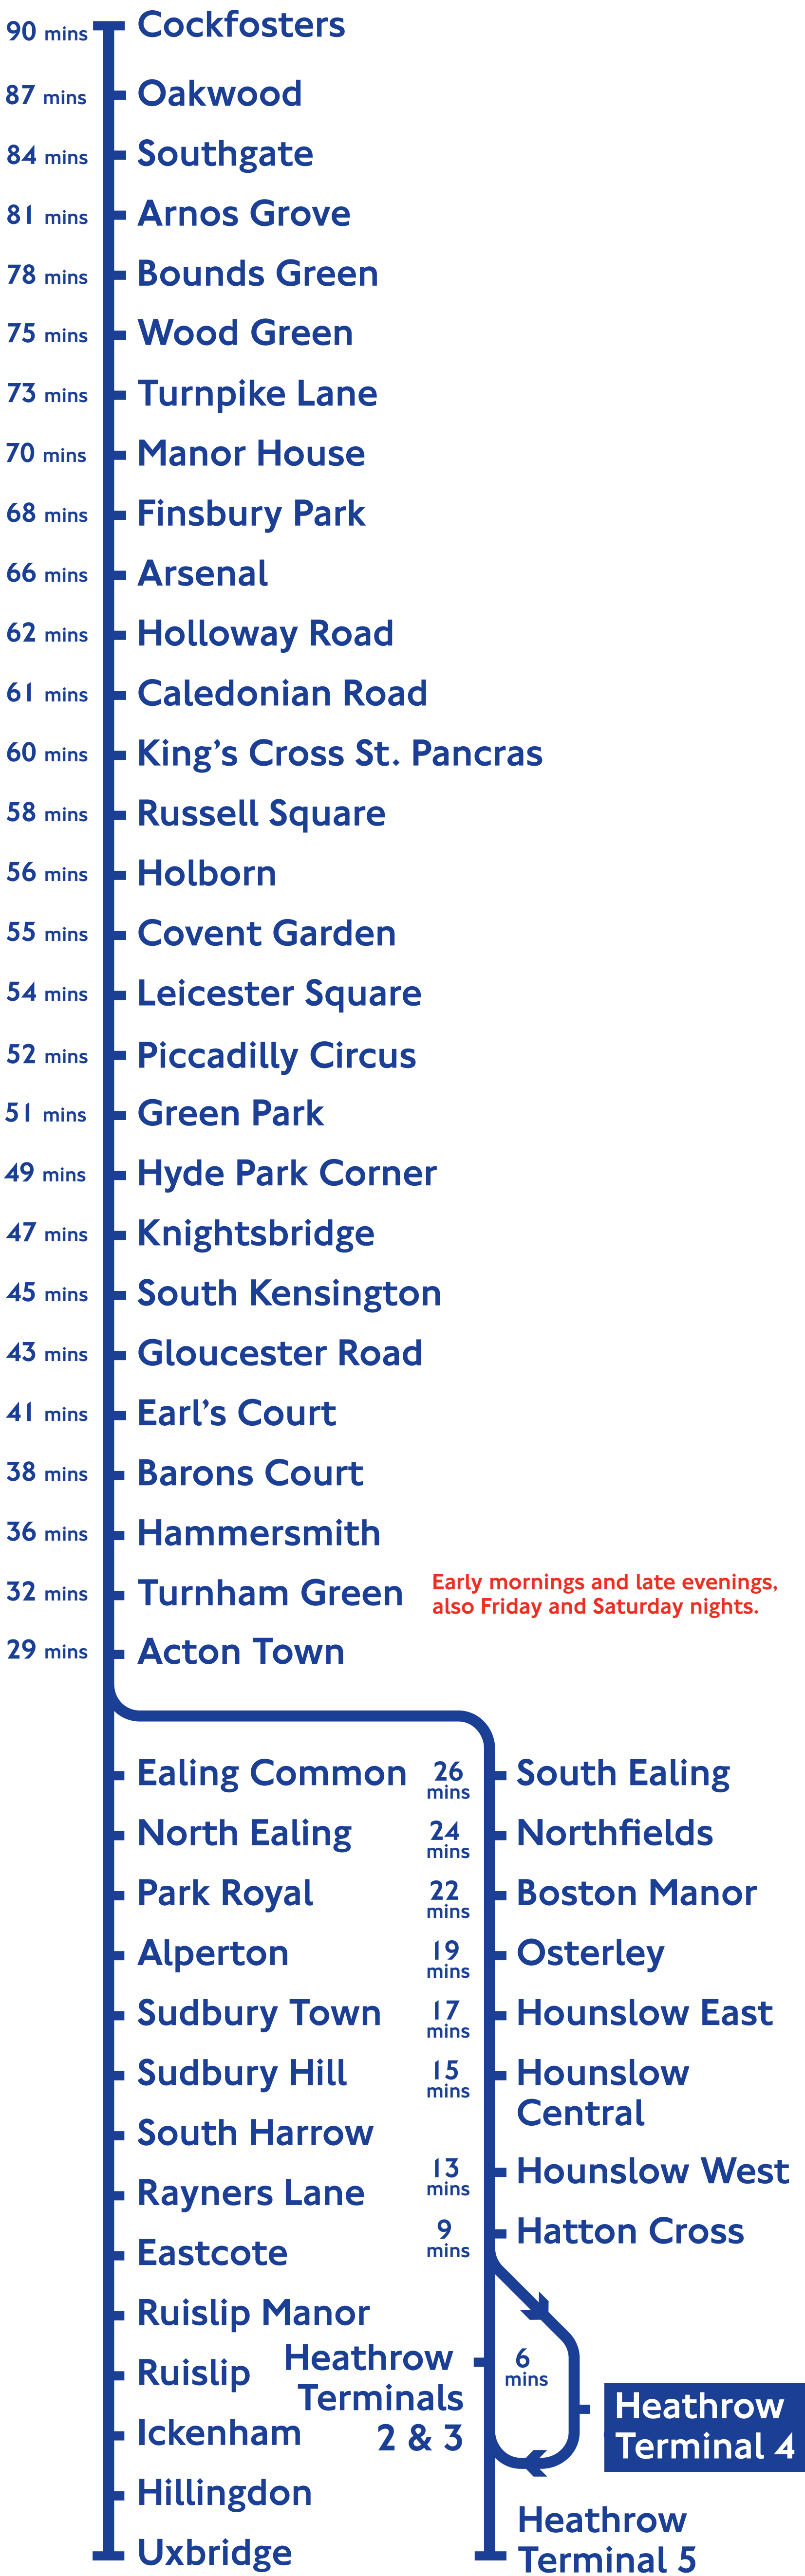 90 mins Cockfosters
87 mins Oakwood
84 mins Southgate
81 mins Arnos Grove
78 mins Bounds Green
75 mins Wood Green
73 mins Turnpike Lane
70 mins Manor House
68 mins Finsbury Park
66 mins Arsenal
62 mins Holloway Road
61 mins Caledonian Road
60 mins King's Cross St. Pancras
58 mins Russell Square
56 mins Holborn
55 mins Covent Garden
54 mins Leicester Square
52 mins Piccadilly Circus
51 mins Green Park
49 mins Hyde Park Corner
47 mins Knightsbridge
45 mins South Kensington
43 mins Gloucester Road
41 mins Earl's Court
38 mins Barons Court
36 mins Hammersmith
32 mins Turnham Green
Early mornings and late evenings,
also Friday and Saturday nights.
29 mins Acton Town
Ealing Common
North Ealing
Park Royal
Alperton
Sudbury Town
Sudbury Hill
South Harrow
Rayners Lane
Eastcote
Ruislip Manor
Ruislip
Ickenham
Hillingdon
Uxbridge
26
mins
South Ealing
24
mins
Northfields
22
mins
Boston Manor
19
mins
Osterley
17
mins
Hounslow East
15
mins
Hounslow
Central
13
mins
Hounslow West
9
mins
Hatton Cross
Heathrow
Terminals
2 & 3
6
mins
Heathrow
Terminal 4
Heathrow
Terminal 5